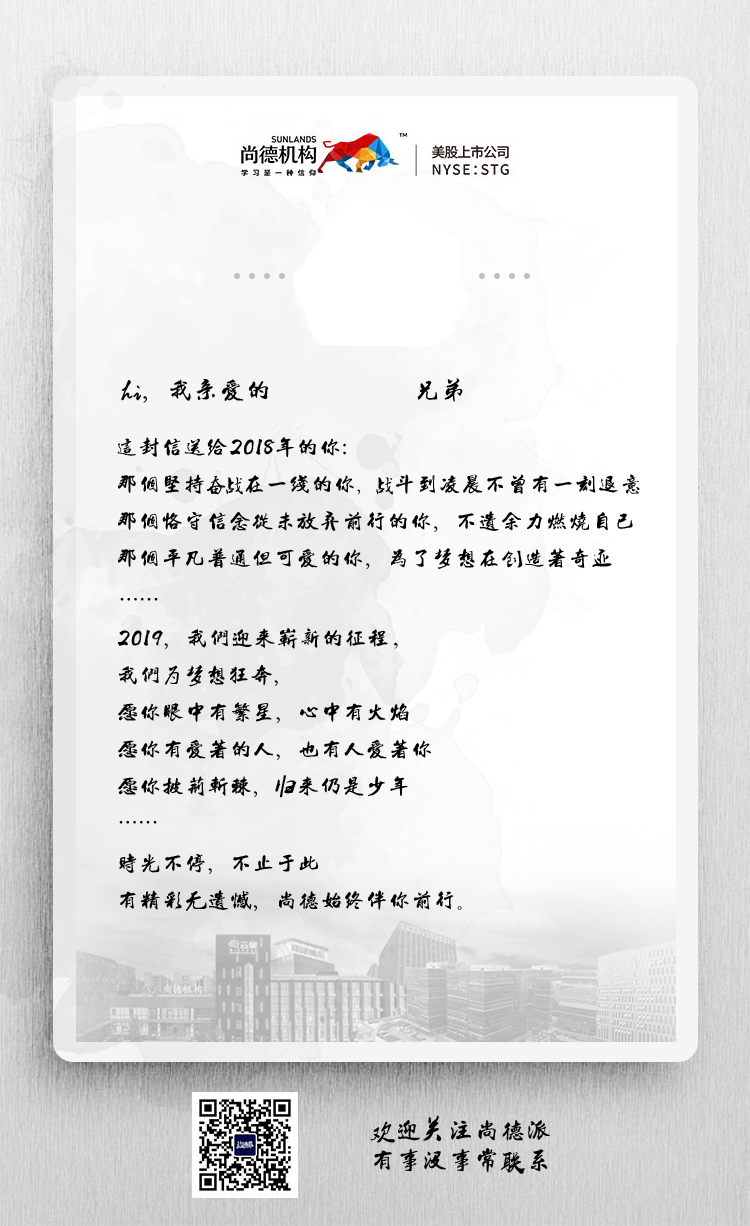 SUNLANDS
尚德机构
学习是一种信仰
TM
美股上市公司
NYSE:STG
hi，我亲爱的 兄弟
這封信送给2018年的你：
那個堅持奋战在一线的你，战斗到凌晨不曾有一刻退意
那個恪守信念從未放弃前行的你，不遗余力燃燒自己
那個平凡普通但可爱的你，為了梦想在创造著奇迹
……
2019，我們迎来崭新的征程，
我們为梦想狂奔，
愿你眼中有繁星，心中有火焰
愿你有爱著的人，也有人爱著你
愿你披荊斬棘，归来仍是少年
……
時光不停，不止于此
有精彩无遗憾，尚德始终伴你前行。
尚德机构
欢迎关注尚德派
有事没事常联系